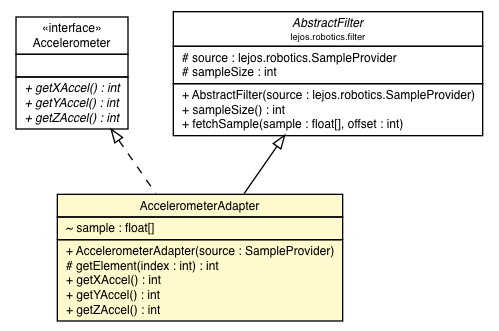 «interface»
Accelerometer
+ getXAccel() : int
+ getYAccel() : int
+ getZAccel() : int
AbstractFilter
lejos.robotics.filter
# source : lejos.robotics.SampleProvider
# sampleSize : int
+ AbstractFilter(source : lejos.robotics.SampleProvider)
+ sampleSize() : int
+ fetchSample(sample : float[], offset : int)
AccelerometerAdapter
~ sample : float[]
+ AccelerometerAdapter(source : SampleProvider)
# getElement(index : int) : int
+ getXAccel() : int
+ getYAccel() : int
+ getZAccel() : int